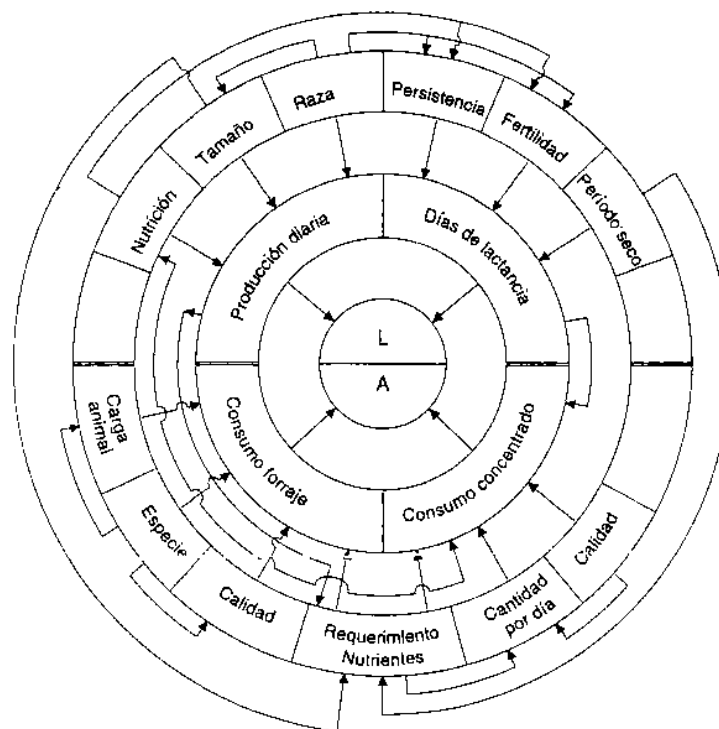 Raza
Persistencia
Tamaño
Fertilidad
Nutrición
Período seco
Producción diaria
Días de lactancia
L
A
Carga
animal
Consumo forraje
Consumo concentrado
Especie
Calidad
Calidad
Cantidad
por día
Requerimiento
Nutrientes